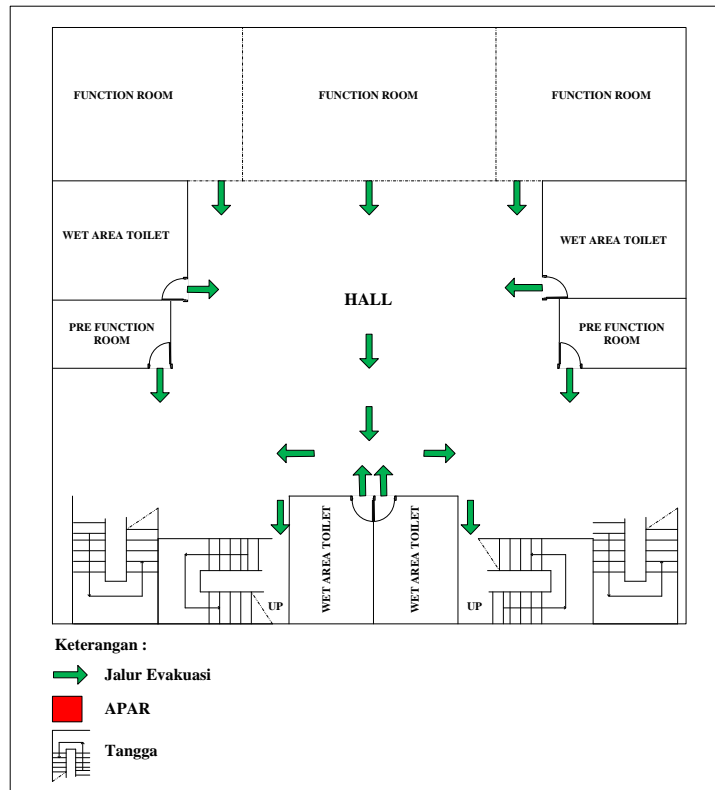 FUNCTION ROOM
FUNCTION ROOM
FUNCTION ROOM
WET AREA TOILET
WET AREA TOILET
HALL
PRE FUNCTION
ROOM
PRE FUNCTION
ROOM
WET AREA TOILET
WET AREA TOILET
UP
UP
Keterangan :
Jalur Evakuasi
APAR
Tangga